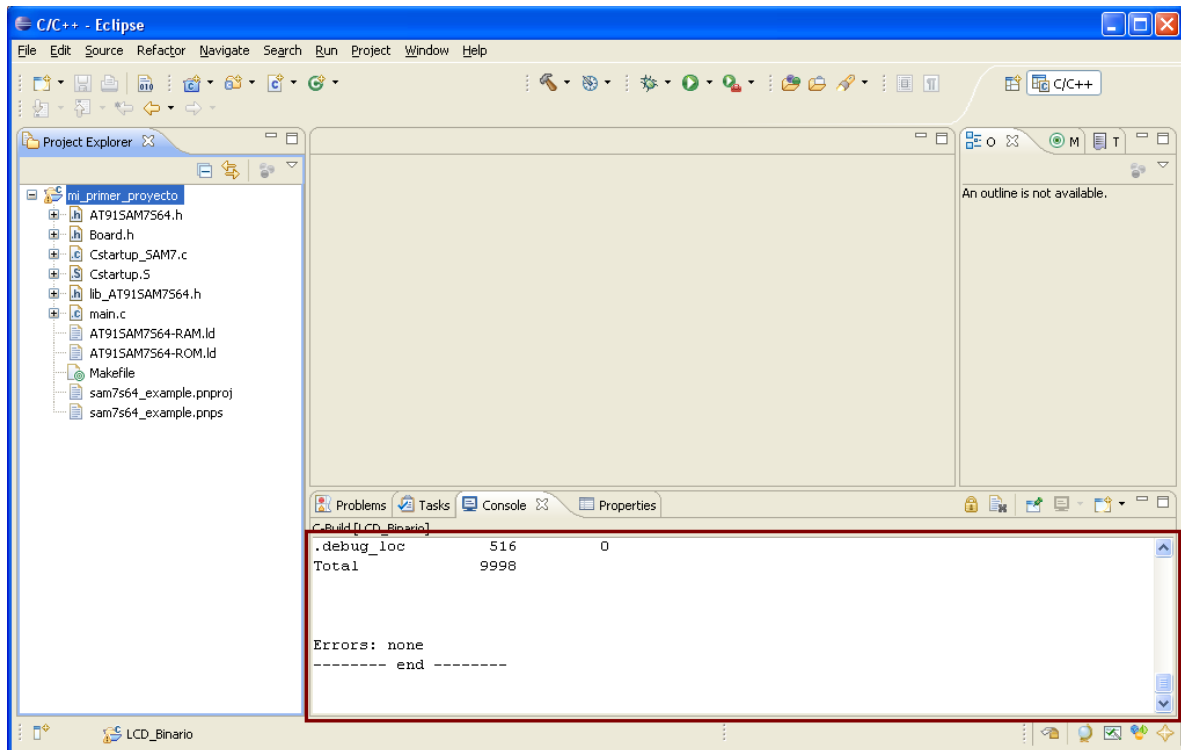 C/C++ - Eclipse
File Edit Source Refactor Navigate Search Run Project Window Help
010
C/C++
Project Explorer
O M T
mi_primer_proyecto
An outline is not available.
AT91SAM7S64.h
Board.h
Cstartup_SAM7.c
Cstartup.S
lib_AT91SAM7S64.h
main.c
AT91SAM7S64-RAM.ld
AT91SAM7S64-ROM.ld
Makefile
sam7s64_example.pnproj
sam7s64_example.pnps
Problems Tasks Console Properties
C-Build [LCD_Binario]
.debug_loc 516 0
Total 9998
Errors: none
-------- end --------
LCD_Binario